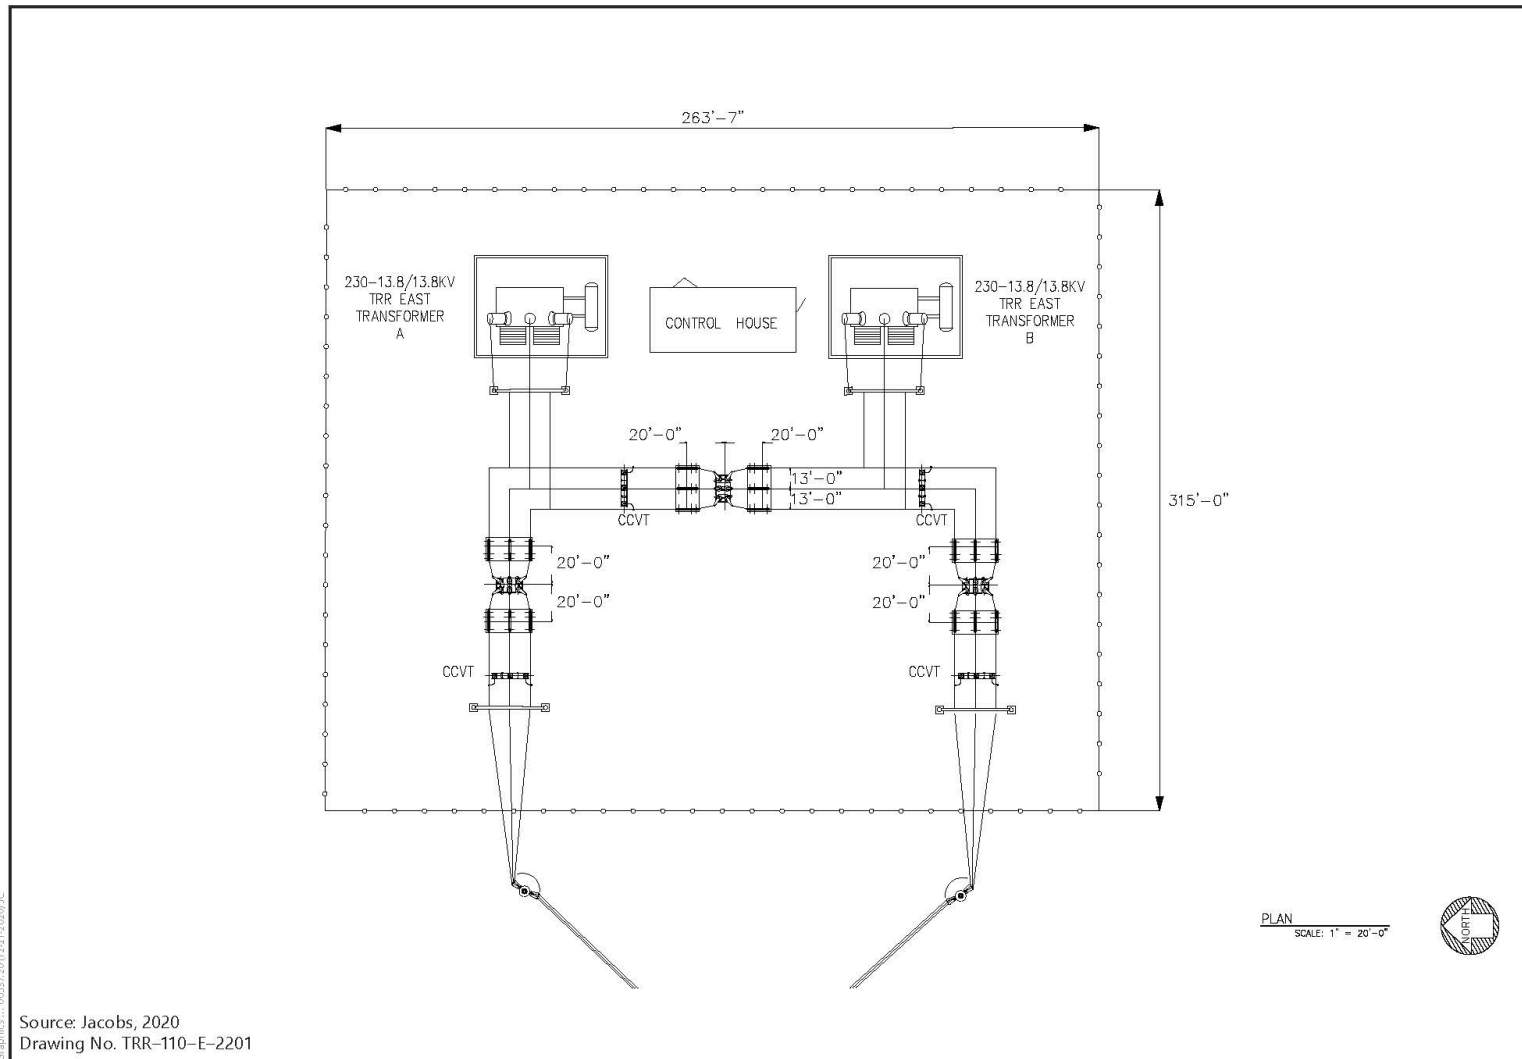 263'-7"
230-13.8/13.8KV
TRR EAST
TRANSFORMER
A
CONTROL HOUSE
230-13.8/13.8KV
TRR EAST
TRANSFORMER
B
20'-0"
20'-0"
13'-0"
13'-0"
315'-0"
CCVT
CCVT
20'-0"
20'-0"
20'-0"
20'-0"
CCVT
CCVT
PLAN
SCALE: 1" = 20'-0"
NORTH
Source: Jacobs, 2020
Drawing No. TRR-110-E-2201